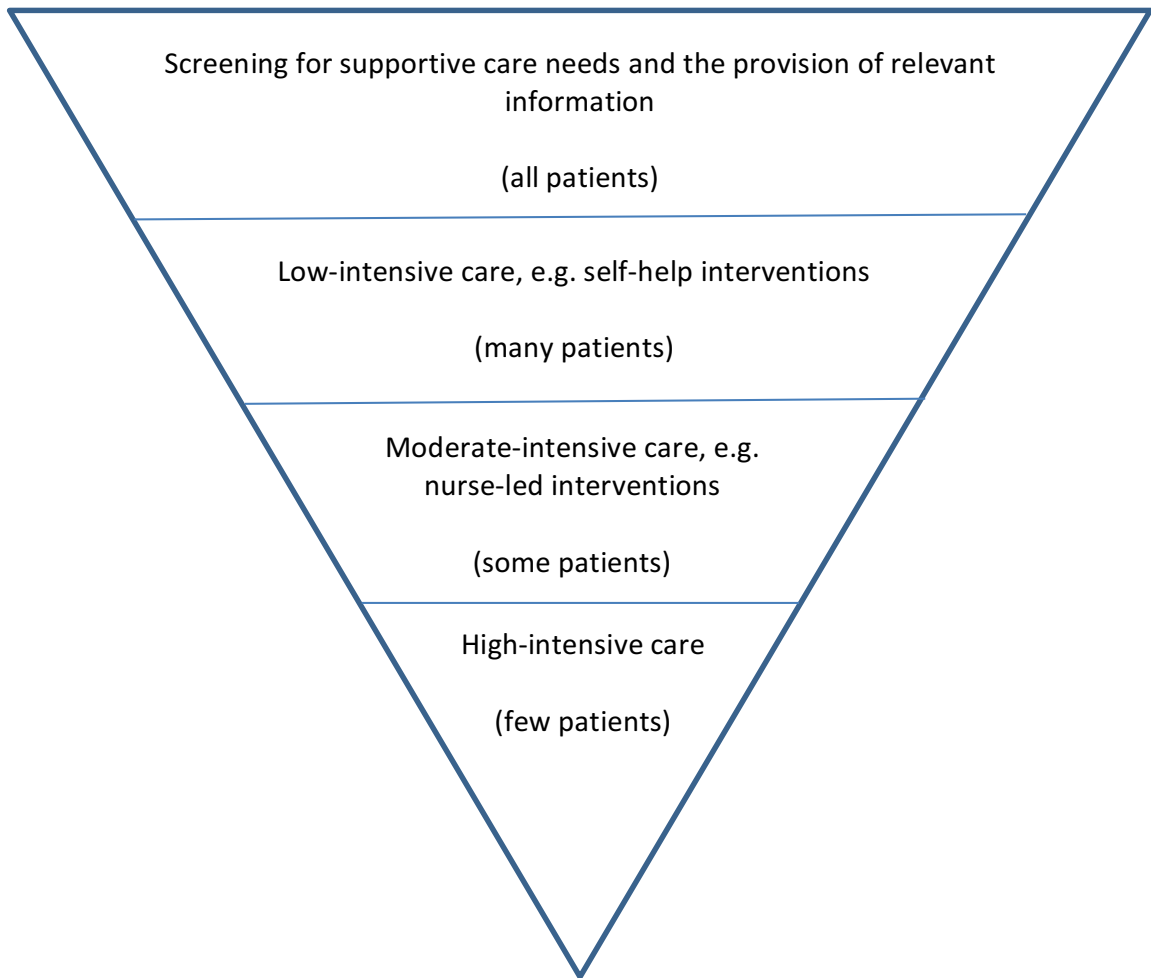 Screening for supportive care needs and the provision of relevant
information
(all patients)
Low-intensive care, e.g. self-help interventions
(many patients)
Moderate-intensive care, e.g.
nurse-led interventions
(some patients)
High-intensive care
(few patients)